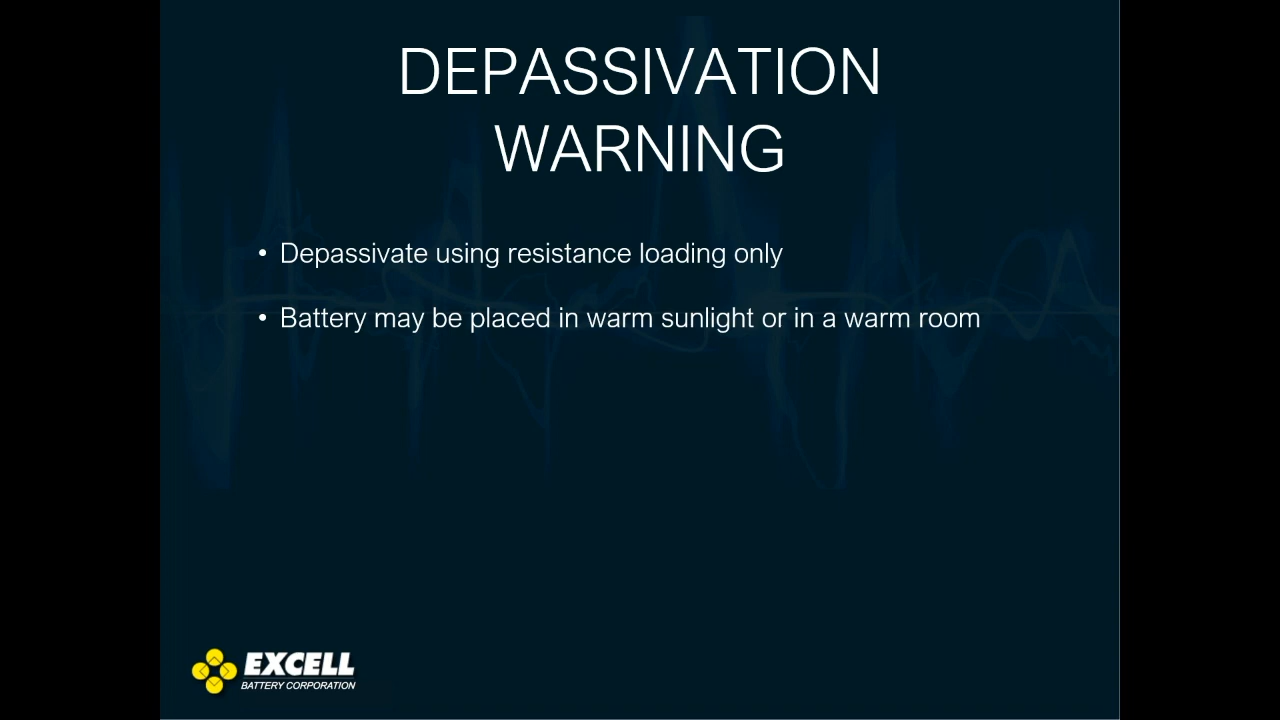 DEPASSIVATION
WARNING
• Depassivate using resistance loading only
• Battery may be placed in warm sunlight or in a warm room
EXCELL
BATTERY CORPORATION